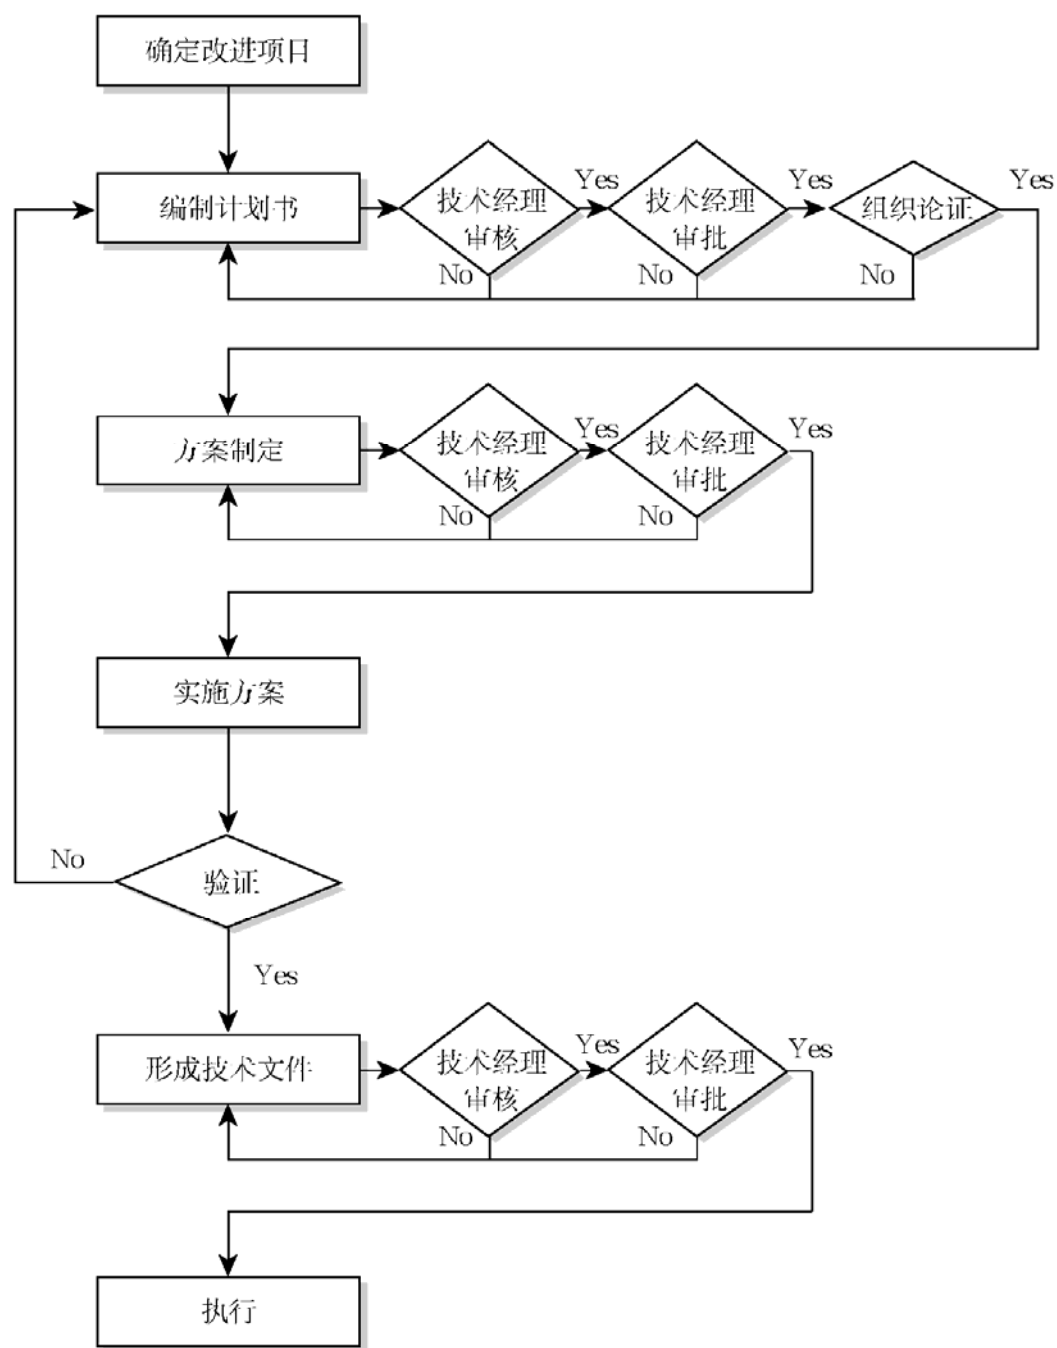 确定改进项目
编制计划书
技术经理
审核
Yes
技术经理
审批
Yes
组织论证
Yes
No
No
No
方案制定
技术经理
审核
Yes
技术经理
审批
Yes
No
No
实施方案
验证
No
Yes
形成技术文件
技术经理
审核
Yes
技术经理
审批
Yes
No
No
执行